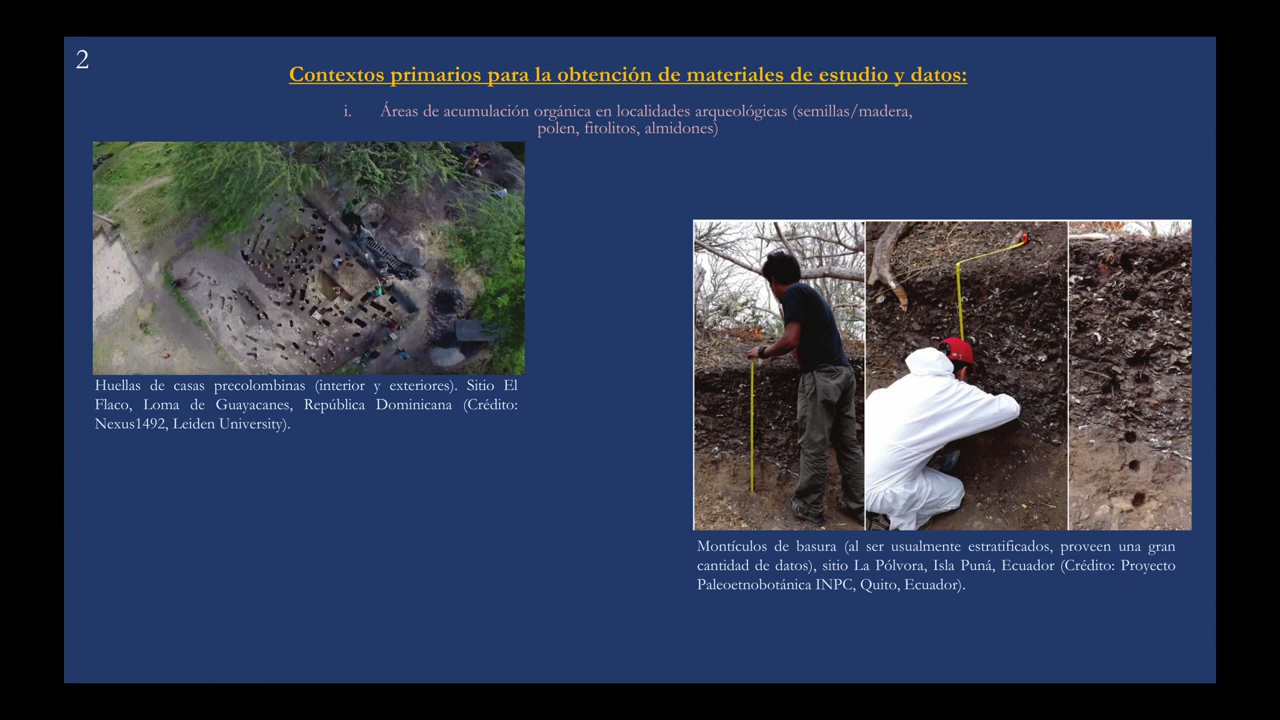 2
Contextos primarios para la obtención de materiales de estudio y datos:
i. Áreas de acumulación orgánica en localidades arqueológicas (semillas/madera,
polen, fitolitos, almidones)
Huellas de casas precolombinas (interior y exteriores). Sitio El
Flaco, Loma de Guayacanes, República Dominicana (Crédito:
Nexus1492, Leiden University).
Montículos de basura (al ser usualmente estratificados, proveen una gran
cantidad de datos), sitio La Pólvora, Isla Puná, Ecuador (Crédito: Proyecto
Paleoetnobotánica INPC, Quito, Ecuador).